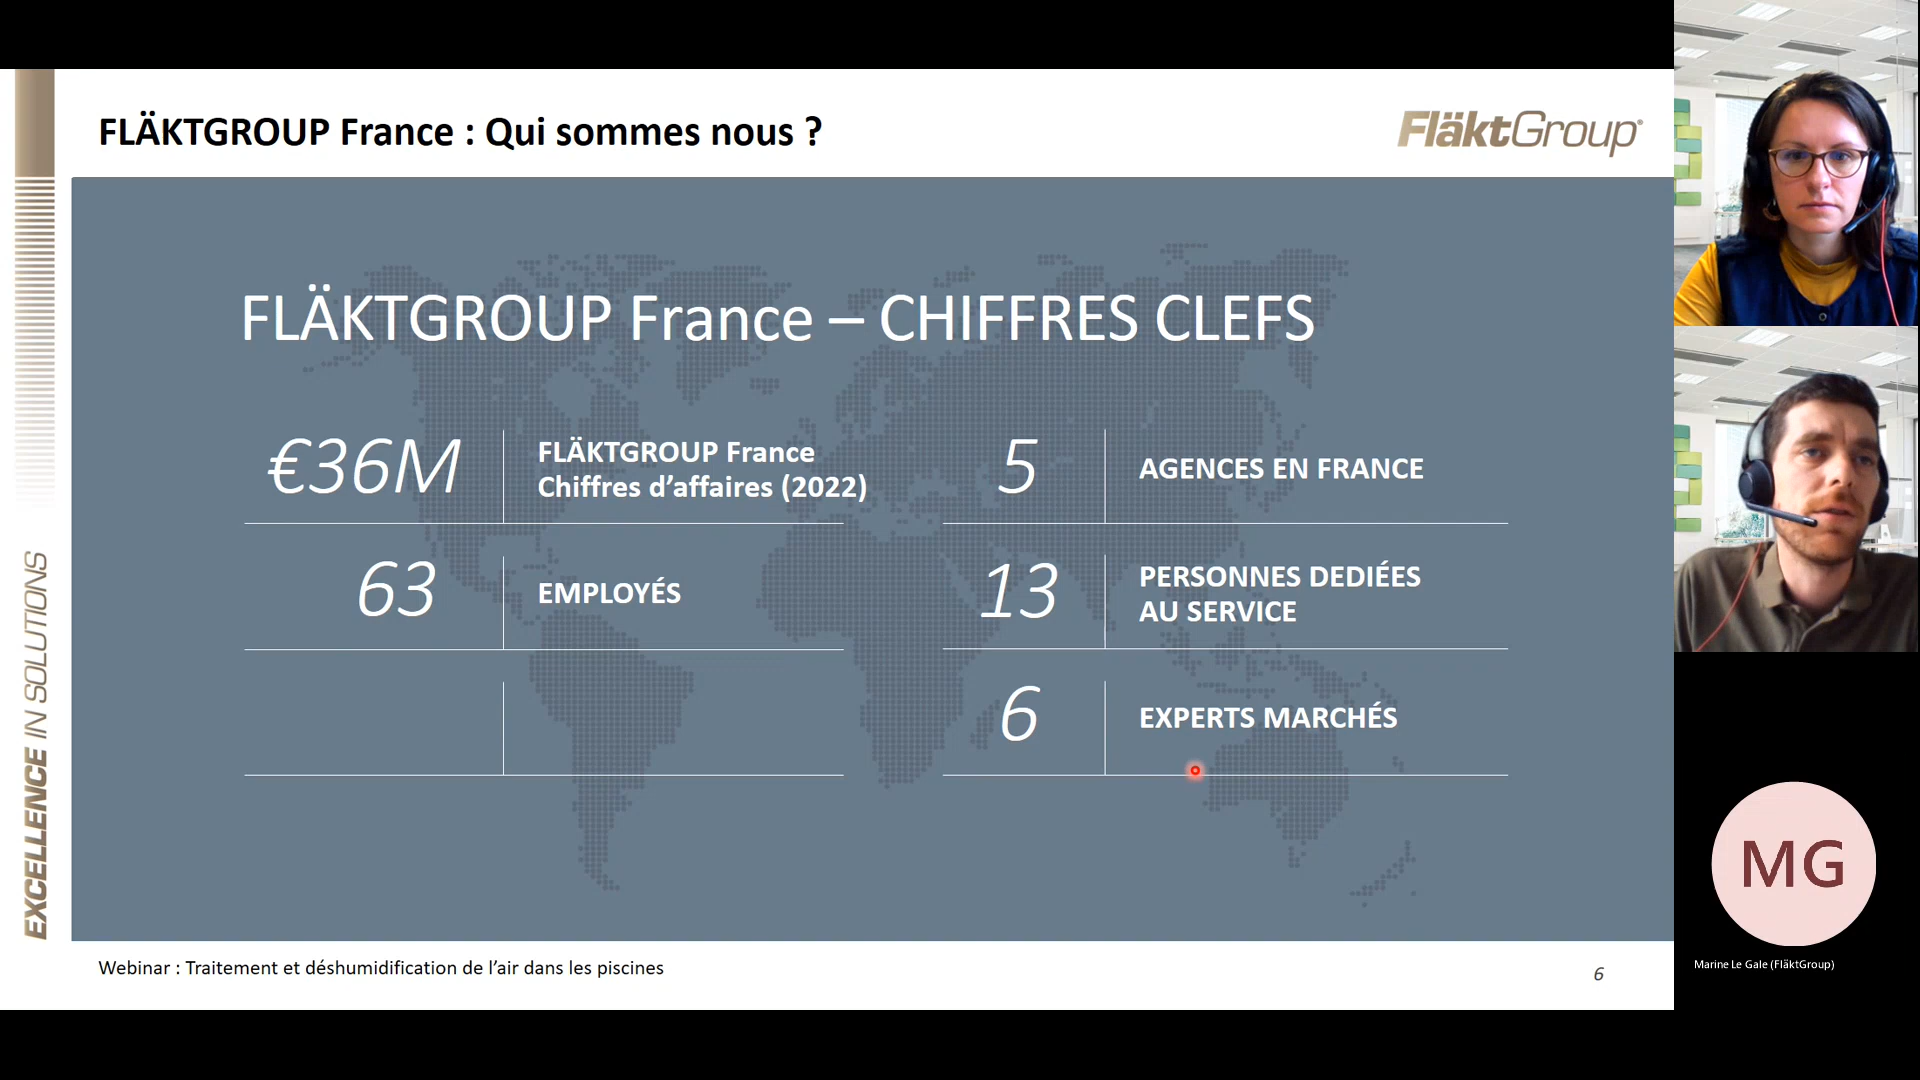 FLÄKTGROUP France : Qui sommes nous ?
FläktGroup®
FLÄKTGROUP France – CHIFFRES CLEFS
€36M
FLÄKTGROUP France
Chiffres d’affaires (2022)
63
EMPLOYÉS
5
AGENCES EN FRANCE
13
PERSONNES DEDIÉES
AU SERVICE
6
EXPERTS MARCHÉS
EXCELLENCE IN SOLUTIONS
Webinar : Traitement et déshumidification de l’air dans les piscines
6
MG
Marine Le Gale (FläktGroup)